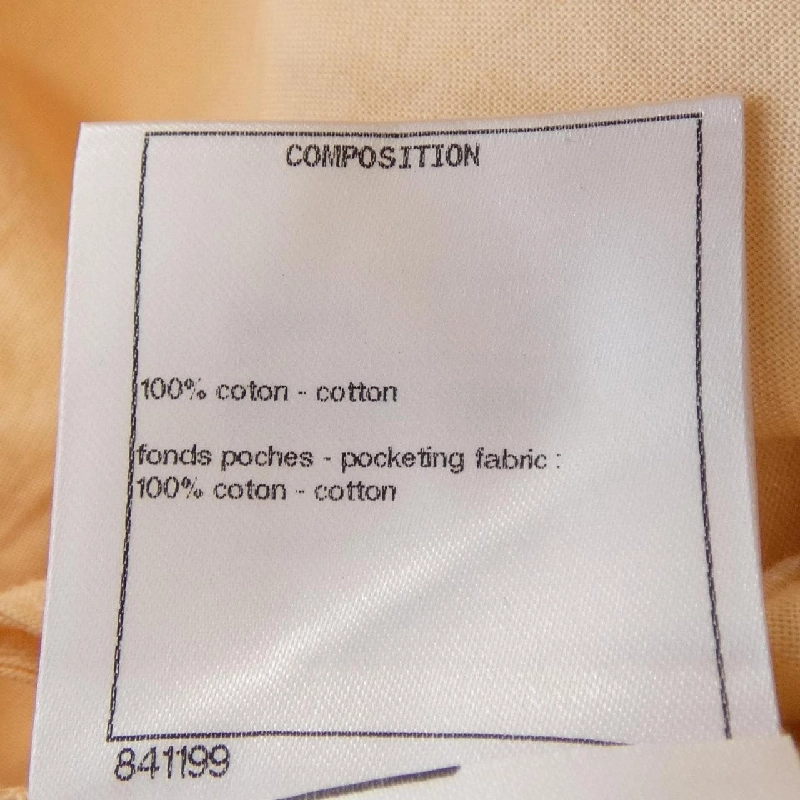 COMPOSITION
100% coton - cotton
fonds poches - pocketing fabric :
100% coton - cotton
841199